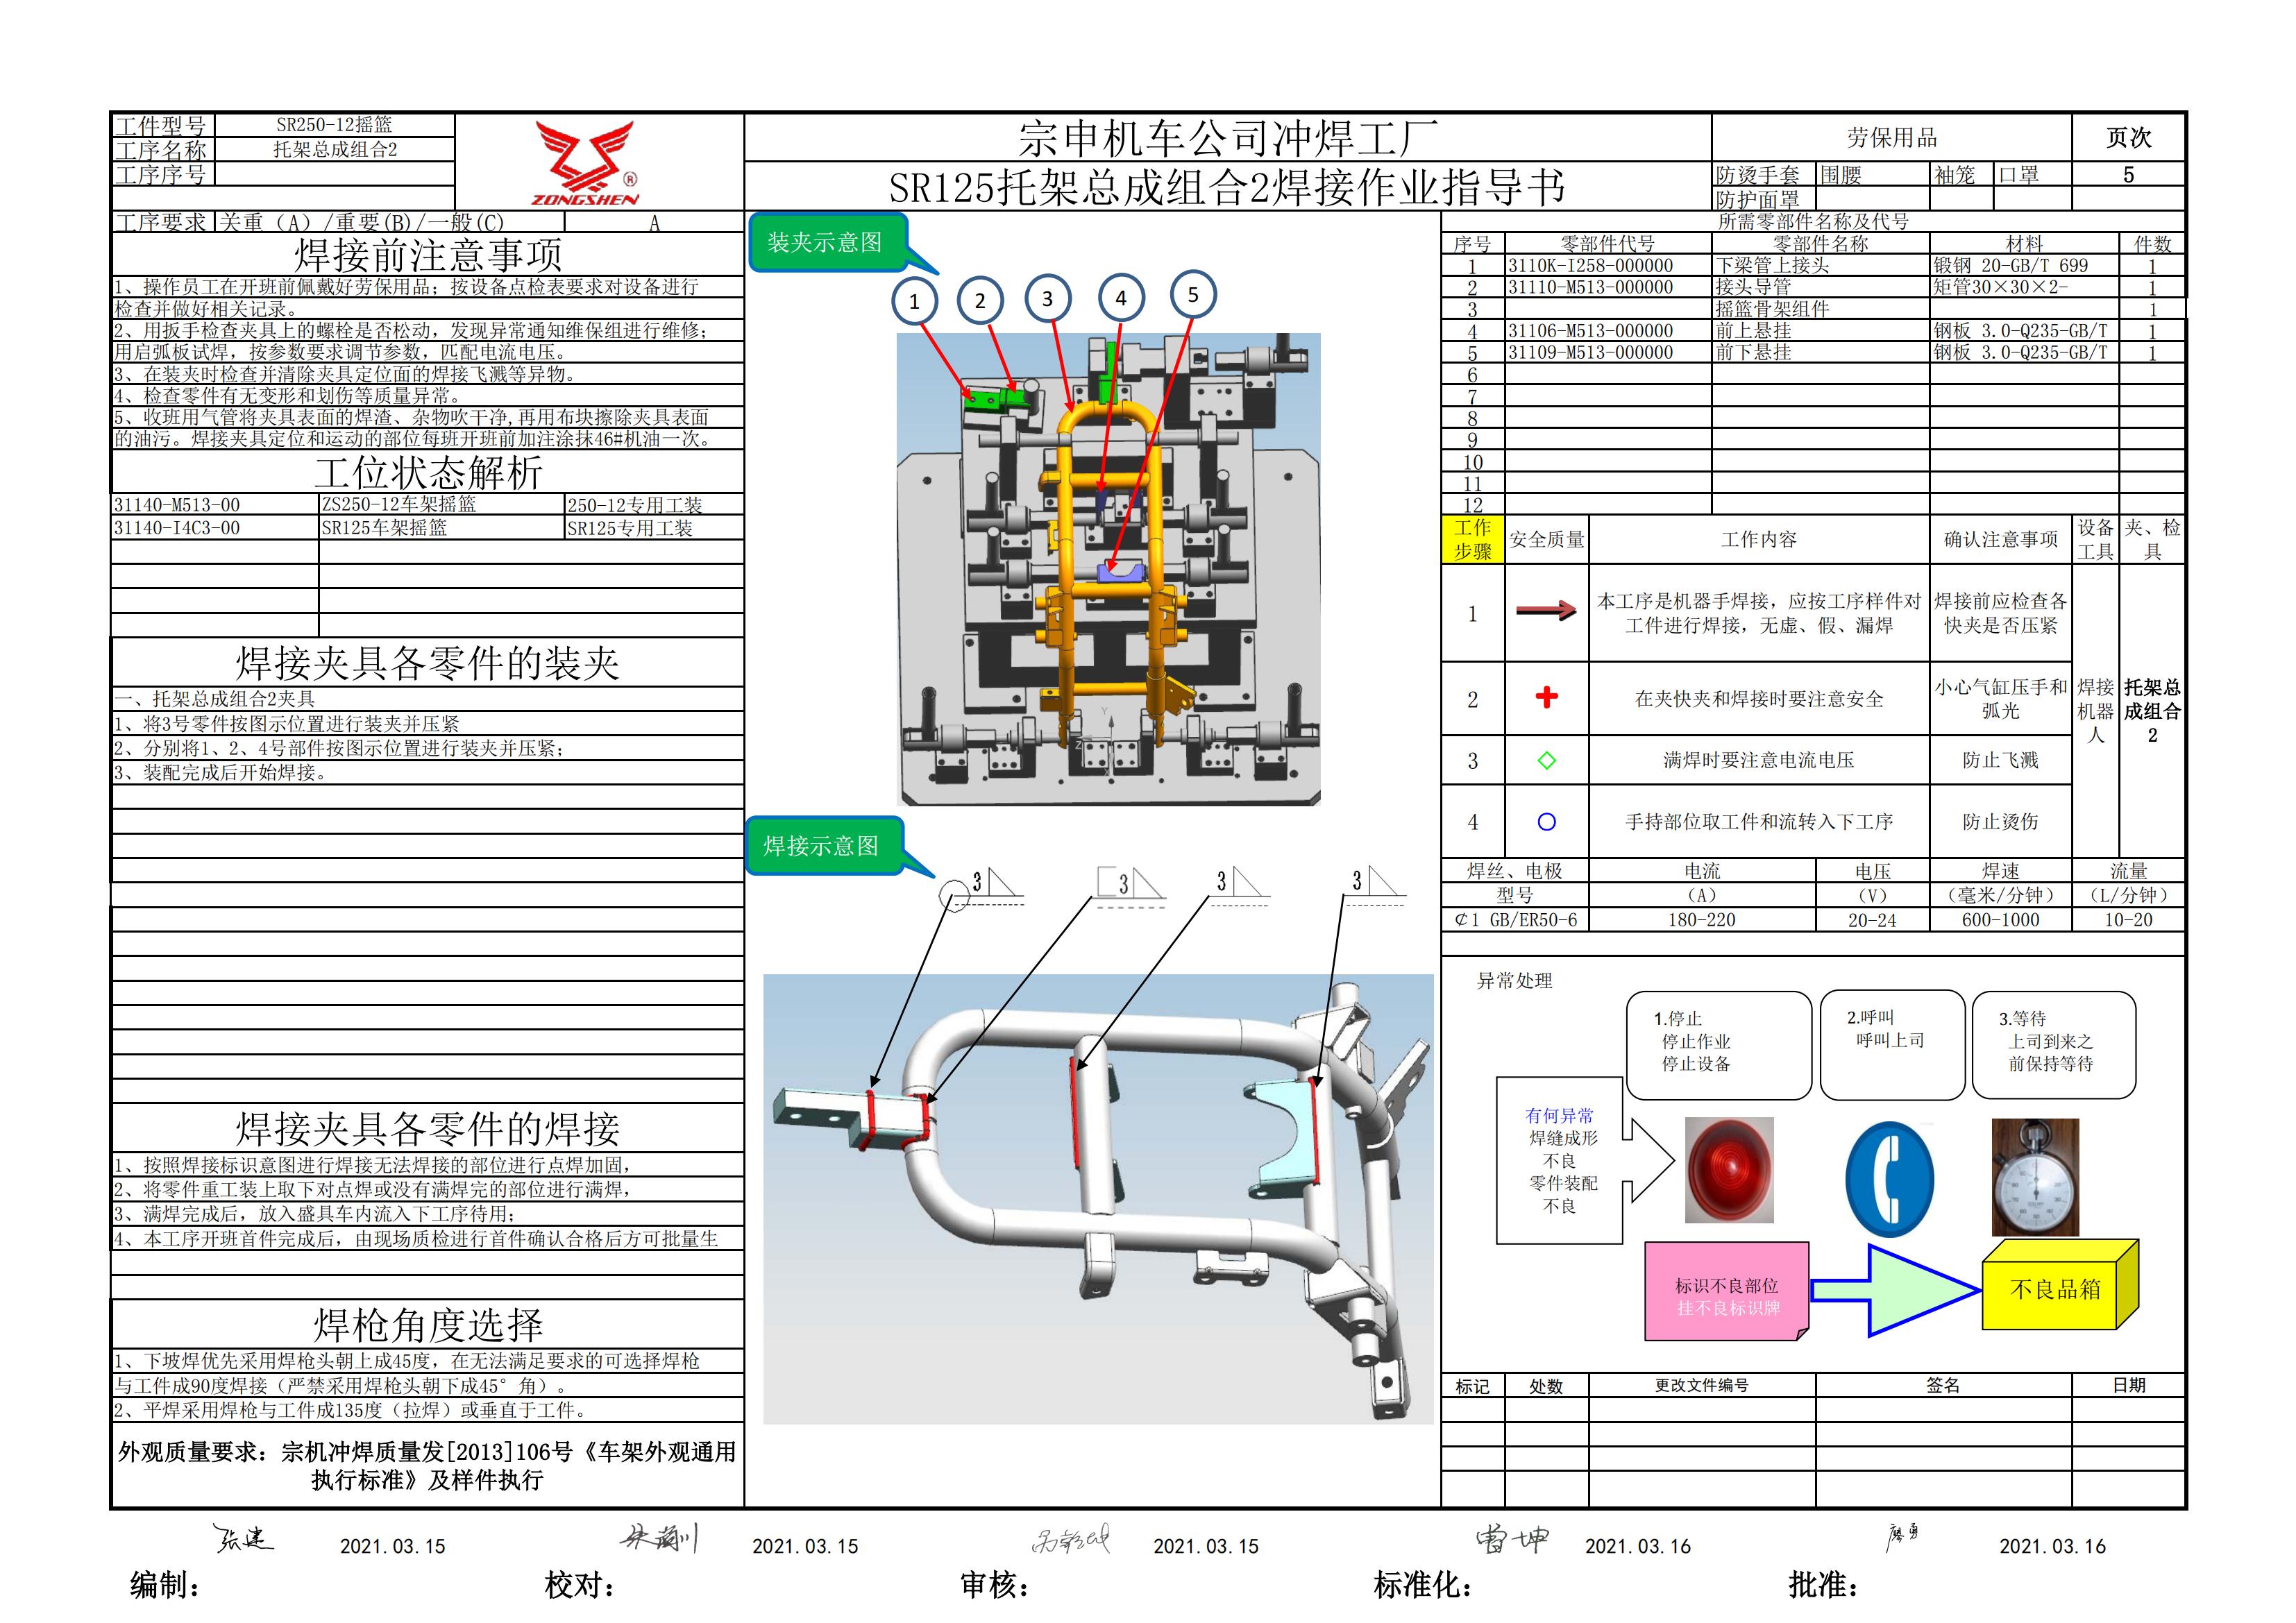 工件型号 SR250-12摇篮
工序名称 托架总成组合2
工序序号
ZONGSHEN ®
宗申机车公司冲焊工厂
SR125托架总成组合2焊接作业指导书
劳保用品 页次
防烫手套 围腰 袖笼 口罩 5
防护面罩
工序要求 关重（A）/重要(B)/一般(C) A
焊接前注意事项
1、操作员工在开班前佩戴好劳保用品；按设备点检表要求对设备进行
检查并做好相关记录。
2、用扳手检查夹具上的螺栓是否松动，发现异常通知维保组进行维修；
用启弧板试焊，按参数要求调节参数，匹配电流电压。
3、在装夹时检查并清除夹具定位面的焊接飞溅等异物。
4、检查零件有无变形和划伤等质量异常。
5、收班用气管将夹具表面的焊渣、杂物吹干净,再用布块擦除夹具表面
的油污。焊接夹具定位和运动的部位每班开班前加注涂抹46#机油一次。
工位状态解析
31140-M513-00 ZS250-12车架摇篮 250-12专用工装
31140-I4C3-00 SR125车架摇篮 SR125专用工装
焊接夹具各零件的装夹
一、托架总成组合2夹具
1、将3号零件按图示位置进行装夹并压紧
2、分别将1、2、4号部件按图示位置进行装夹并压紧；
3、装配完成后开始焊接。
焊接夹具各零件的焊接
1、按照焊接标识意图进行焊接无法焊接的部位进行点焊加固，
2、将零件重工装上取下对点焊或没有满焊完的部位进行满焊，
3、满焊完成后，放入盛具车内流入下工序待用；
4、本工序开班首件完成后，由现场质检进行首件确认合格后方可批量生
焊枪角度选择
1、下坡焊优先采用焊枪头朝上成45度，在无法满足要求的可选择焊枪
与工件成90度焊接（严禁采用焊枪头朝下成45°角）。
2、平焊采用焊枪与工件成135度（拉焊）或垂直于工件。
外观质量要求：宗机冲焊质量发[2013]106号《车架外观通用
执行标准》及样件执行
装夹示意图
1 2 3 4 5
Y
Z
焊接示意图
3 3 3 3
所需零部件名称及代号
序号 零部件代号 零部件名称 材料 件数
1 3110K-I258-000000 下梁管上接头 锻钢 20-GB/T 699 1
2 31110-M513-000000 接头导管 矩管30×30×2- 1
3 摇篮骨架组件 1
4 31106-M513-000000 前上悬挂 钢板 3.0-Q235-GB/T 1
5 31109-M513-000000 前下悬挂 钢板 3.0-Q235-GB/T 1
6
7
8
9
10
11
12
工作步骤 安全质量 工作内容 确认注意事项 设备工具 夹、检具
1 本工序是机器手焊接，应按工序样件对 焊接前应检查各
工件进行焊接，无虚、假、漏焊 快夹是否压紧
2 在夹快夹和焊接时要注意安全 小心气缸压手和
弧光
焊接机器人
托架总成组合2
3 满焊时要注意电流电压 防止飞溅
4 手持部位取工件和流转入下工序 防止烫伤
焊丝、电极 电流 电压 焊速 流量
型号 （A） （V） （毫米/分钟） （L/分钟）
¢1 GB/ER50-6 180-220 20-24 600-1000 10-20
异常处理
1.停止
停止作业
停止设备
2.呼叫
呼叫上司
3.等待
上司到来之
前保持等待
有何异常
焊缝成形
不良
零件装配
不良
标识不良部位
挂不良标识牌
不良品箱
标记 处数 更改文件编号 签名 日期
张建 2021.03.15 2021.03.15 2021.03.15 雷坤 2021.03.16 廖勇 2021.03.16
编制： 校对： 审核： 标准化： 批准：